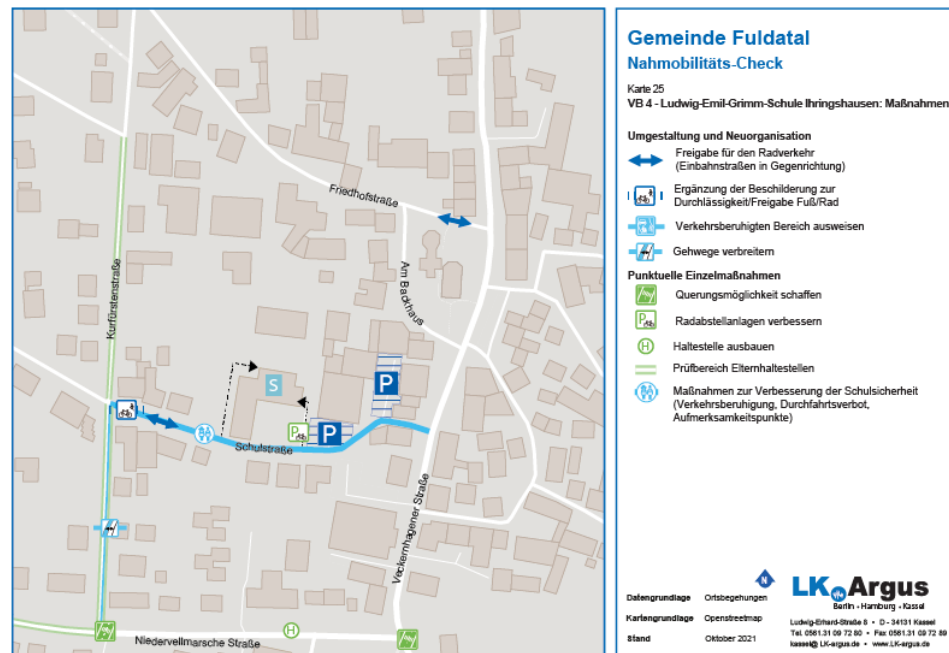 Friedhofstraße
Kurfürstenstraße
Am Backhaus
S
P
P
P
Schulstraße
Veckernhagener Straße
H
Niedervellmarsche Straße
Gemeinde Fuldatal
Nahmobilitäts-Check
Karte 25
VB 4 - Ludwig-Emil-Grimm-Schule Ihringshausen: Maßnahmen
Umgestaltung und Neuorganisation
Freigabe für den Radverkehr
(Einbahnstraßen in Gegenrichtung)
Ergänzung der Beschilderung zur
Durchlässigkeit/Freigabe Fuß/Rad
Verkehrsberuhigten Bereich ausweisen
Gehwege verbreitern
Punktuelle Einzelmaßnahmen
Querungsmöglichkeit schaffen
P
Radabstellanlagen verbessern
H
Haltestelle ausbauen
Prüfbereich Elternhaltestellen
Maßnahmen zur Verbesserung der Schulsicherheit
(Verkehrsberuhigung, Durchfahrtsverbot,
Aufmerksamkeitspunkte)
N
LK Argus
Berlin • Hamburg • Kassel
Datengrundlage Ortsbegehungen
Kartengrundlage Openstreetmap
Stand Oktober 2021
Ludwig-Erhard-Straße 8 • D - 34131 Kassel
Tel. 0561.31 09 72 80 • Fax 0561.31 09 72 89
kassel@ LK-argus.de • www.LK-argus.de